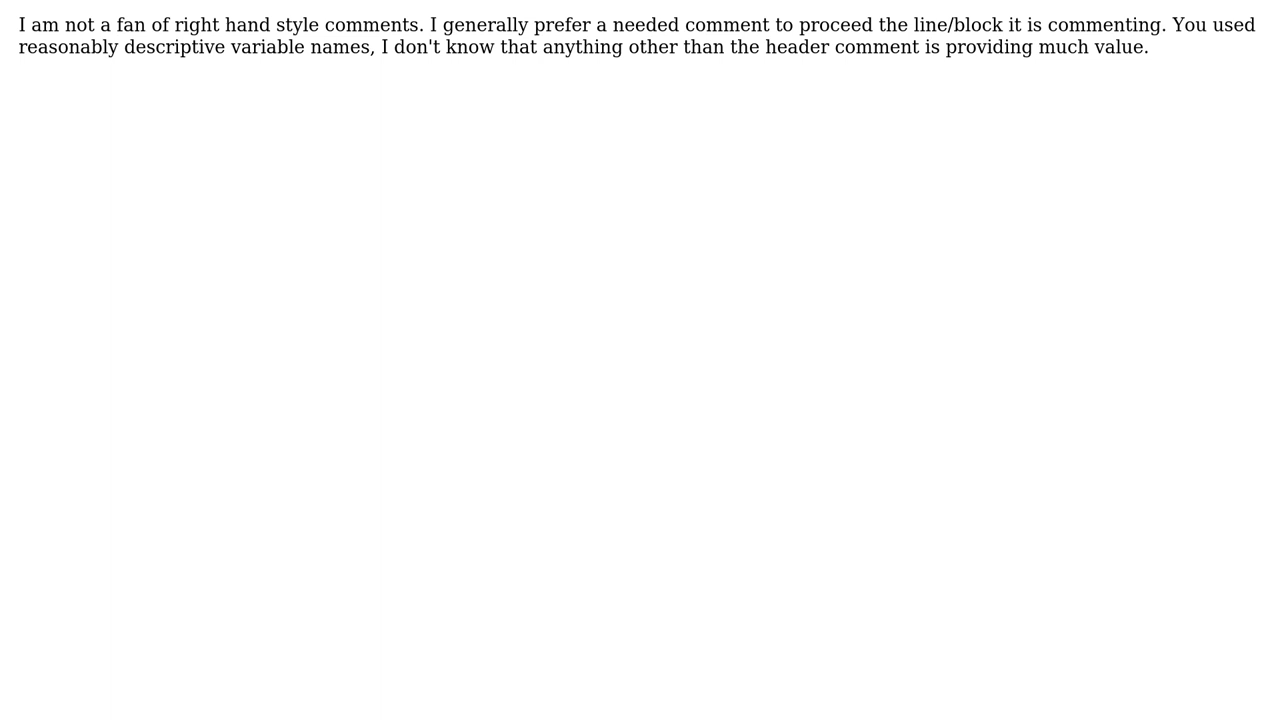 I am not a fan of right hand style comments. I generally prefer a needed comment to proceed the line/block it is commenting. You used
reasonably descriptive variable names, I don't know that anything other than the header comment is providing much value.